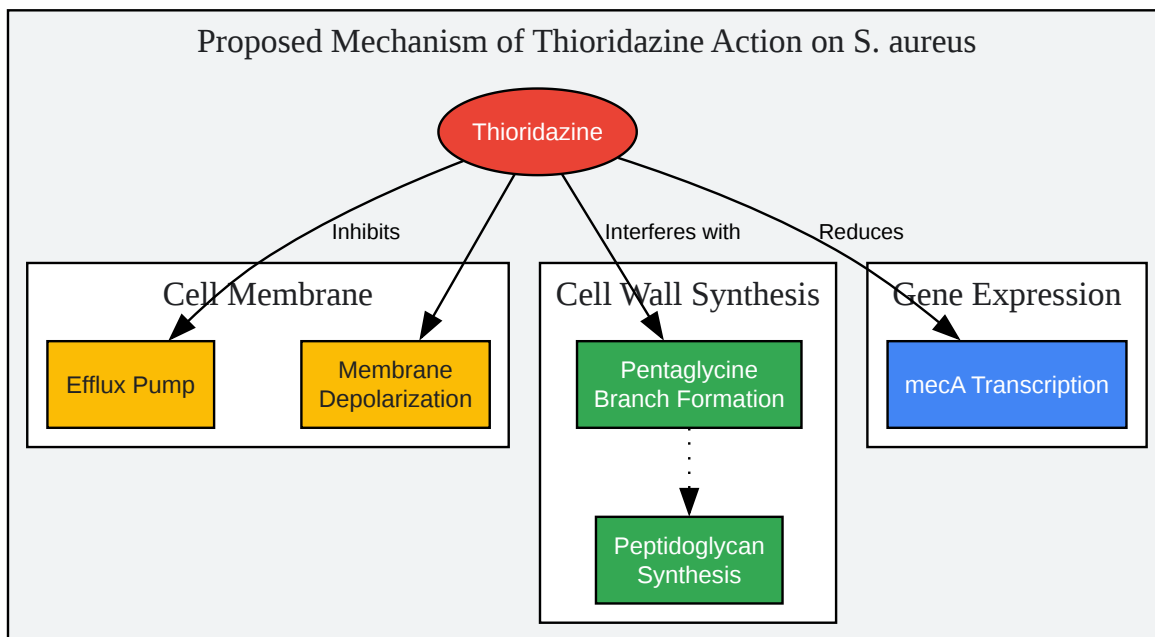 Proposed Mechanism of Thioridazine Action on S. aureus
Thioridazine
Inhibits
Interferes with
Reduces
Cell Membrane
Cell Wall Synthesis
Gene Expression
Efflux Pump
Membrane
Depolarization
Pentaglycine
Branch Formation
mecA Transcription
Peptidoglycan
Synthesis